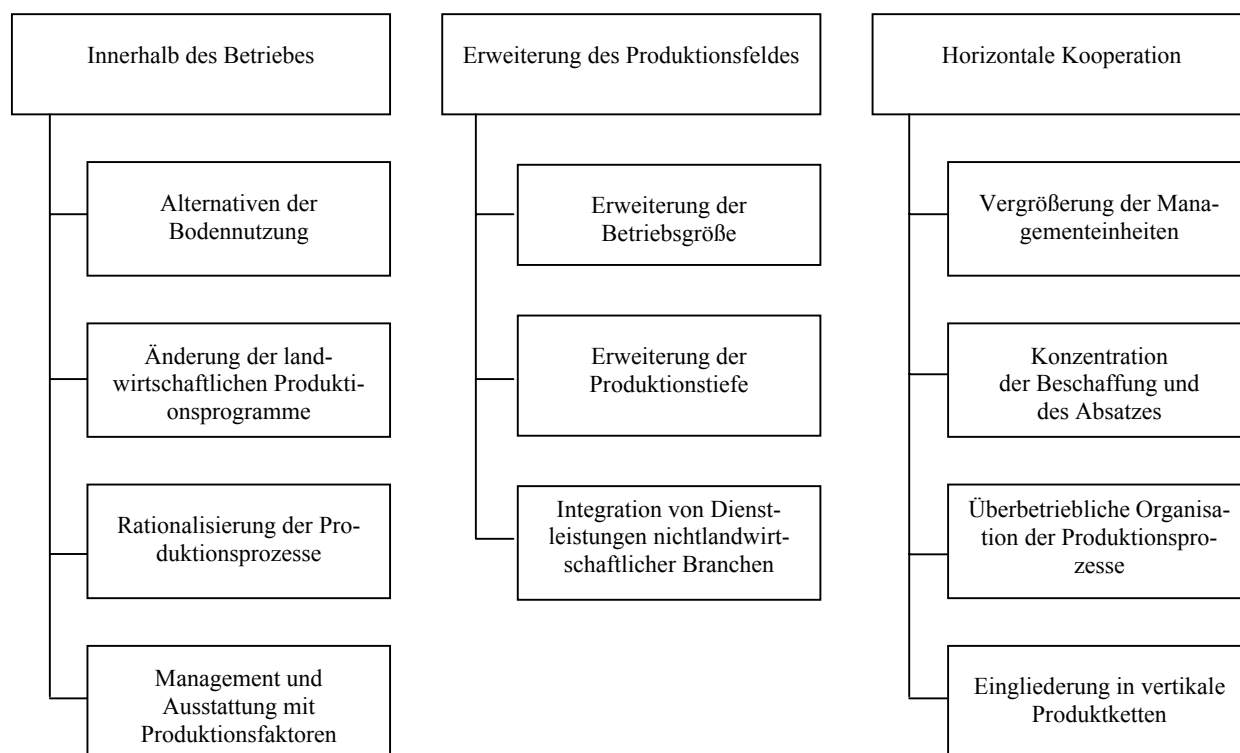 Innerhalb des Betriebes
Alternativen der
Bodennutzung
Änderung der land-
wirtschaftlichen Produkti-
onsprogramme
Rationalisierung der Pro-
duktionsprozesse
Management und
Ausstattung mit
Produktionsfaktoren
Erweiterung des Produktionsfeldes
Erweiterung der
Betriebsgröße
Erweiterung der
Produktionstiefe
Integration von Dienst-
leistungen nichtlandwirt-
schaftlicher Branchen
Horizontale Kooperation
Vergrößerung der Mana-
gementeinheiten
Konzentration
der Beschaffung und
des Absatzes
Überbetriebliche Organisa-
tion der Produktionspro-
zesse
Eingliederung in vertikale
Produktketten